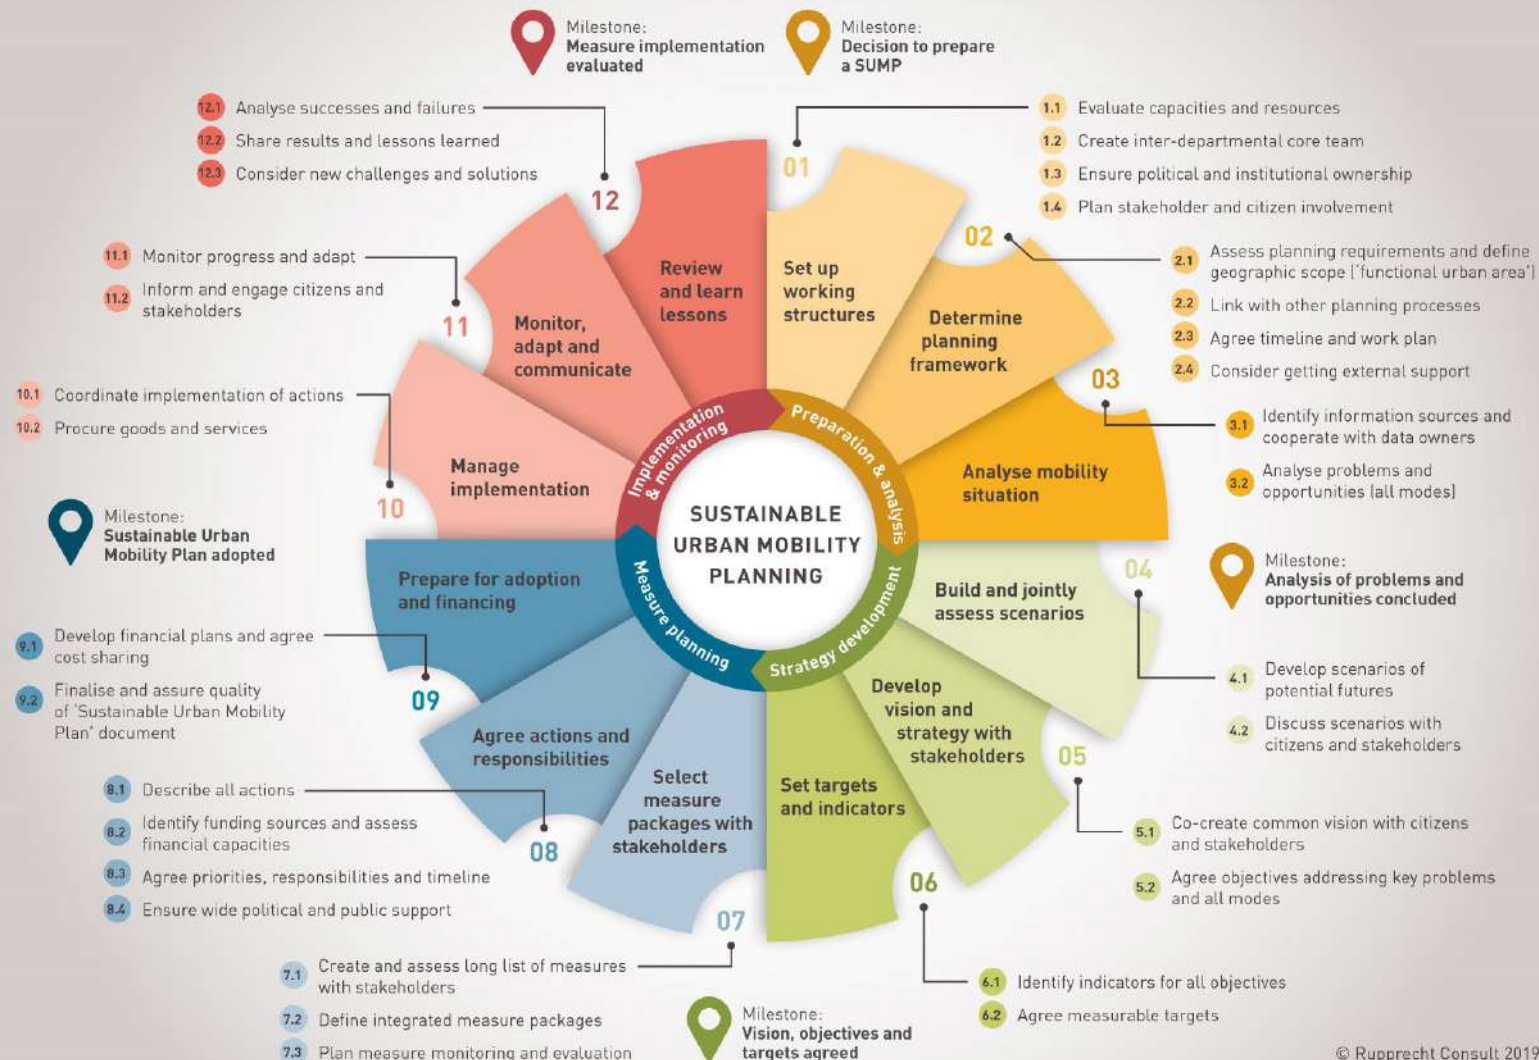 Milestone:
Measure implementation
evaluated
Milestone:
Decision to prepare
a SUMP
12.1 Analyse successes and failures
12.2 Share results and lessons learned
12.3 Consider new challenges and solutions
1.1 Evaluate capacities and resources
1.2 Create inter-departmental core team
1.3 Ensure political and institutional ownership
1.4 Plan stakeholder and citizen involvement
01
Set up
working
structures
02
Determine
planning
framework
2.1 Assess planning requirements and define
geographic scope ('functional urban area')
2.2 Link with other planning processes
2.3 Agree timeline and work plan
2.4 Consider getting external support
03
Analyse mobility
situation
3.1 Identify information sources and
cooperate with data owners
3.2 Analyse problems and
opportunities (all modes)
Milestone:
Analysis of problems and
opportunities concluded
04
Build and jointly
assess scenarios
4.1 Develop scenarios of
potential futures
4.2 Discuss scenarios with
citizens and stakeholders
05
Develop
vision and
strategy with
stakeholders
5.1 Co-create common vision with citizens
and stakeholders
5.2 Agree objectives addressing key problems
and all modes
06
Set targets
and indicators
6.1 Identify indicators for all objectives
6.2 Agree measurable targets
Milestone:
Vision, objectives and
targets agreed
07
Select
measure
packages with
stakeholders
7.1 Create and assess long list of measures
with stakeholders
7.2 Define integrated measure packages
7.3 Plan measure monitoring and evaluation
08
Agree actions and
responsibilities
8.1 Describe all actions
8.2 Identify funding sources and assess
financial capacities
8.3 Agree priorities, responsibilities and timeline
8.4 Ensure wide political and public support
09
Prepare for adoption
and financing
9.1 Develop financial plans and agree
cost sharing
9.2 Finalise and assure quality
of 'Sustainable Urban Mobility
Plan' document
Milestone:
Sustainable Urban
Mobility Plan adopted
10
Manage
implementation
10.1 Coordinate implementation of actions
10.2 Procure goods and services
11
Monitor,
adapt and
communicate
11.1 Monitor progress and adapt
11.2 Inform and engage citizens and
stakeholders
12
Review
and learn
lessons
Implementation
& monitoring
Preparation & analysis
Strategy development
Measure planning
SUSTAINABLE
URBAN MOBILITY
PLANNING
© Rupprecht Consult 2019